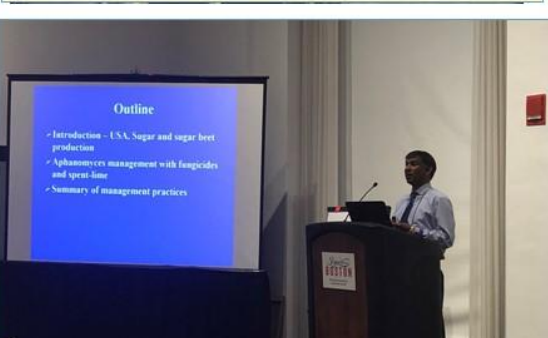 Outline
✓Introduction – USA, Sugar and sugar beet
production
✓Aphanomyces management with fungicides
and spent-lime
✓Summary of management practices
BOSTON